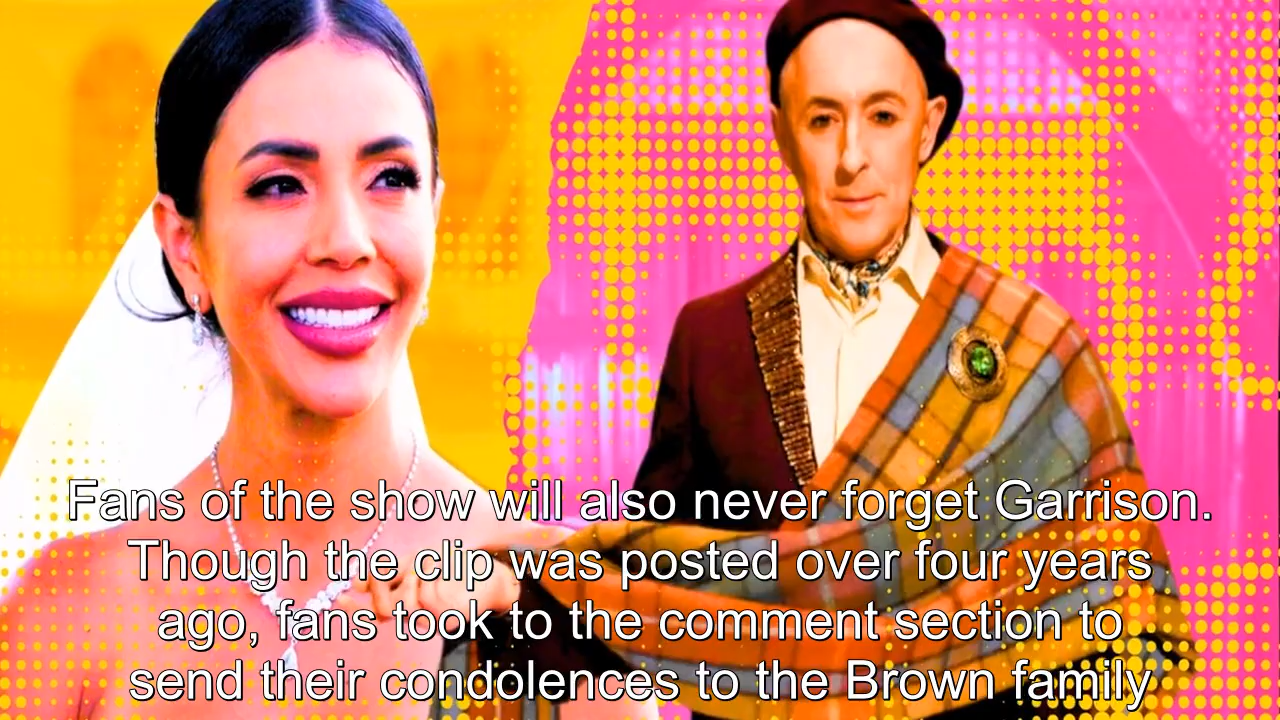 Fans of the show will also never forget Garrison.
Though the clip was posted over four years
ago, fans took to the comment section to
send their condolences to the Brown family